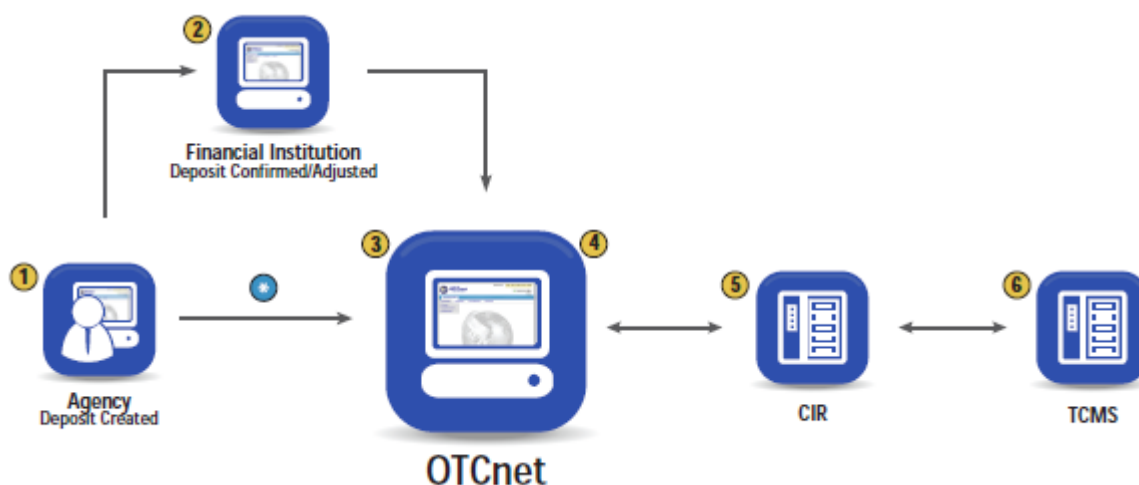 2
Financial Institution
Deposit Confirmed/Adjusted
1
*
3
4
5
6
Agency
Deposit Created
CIR
TCMS
OTCnet